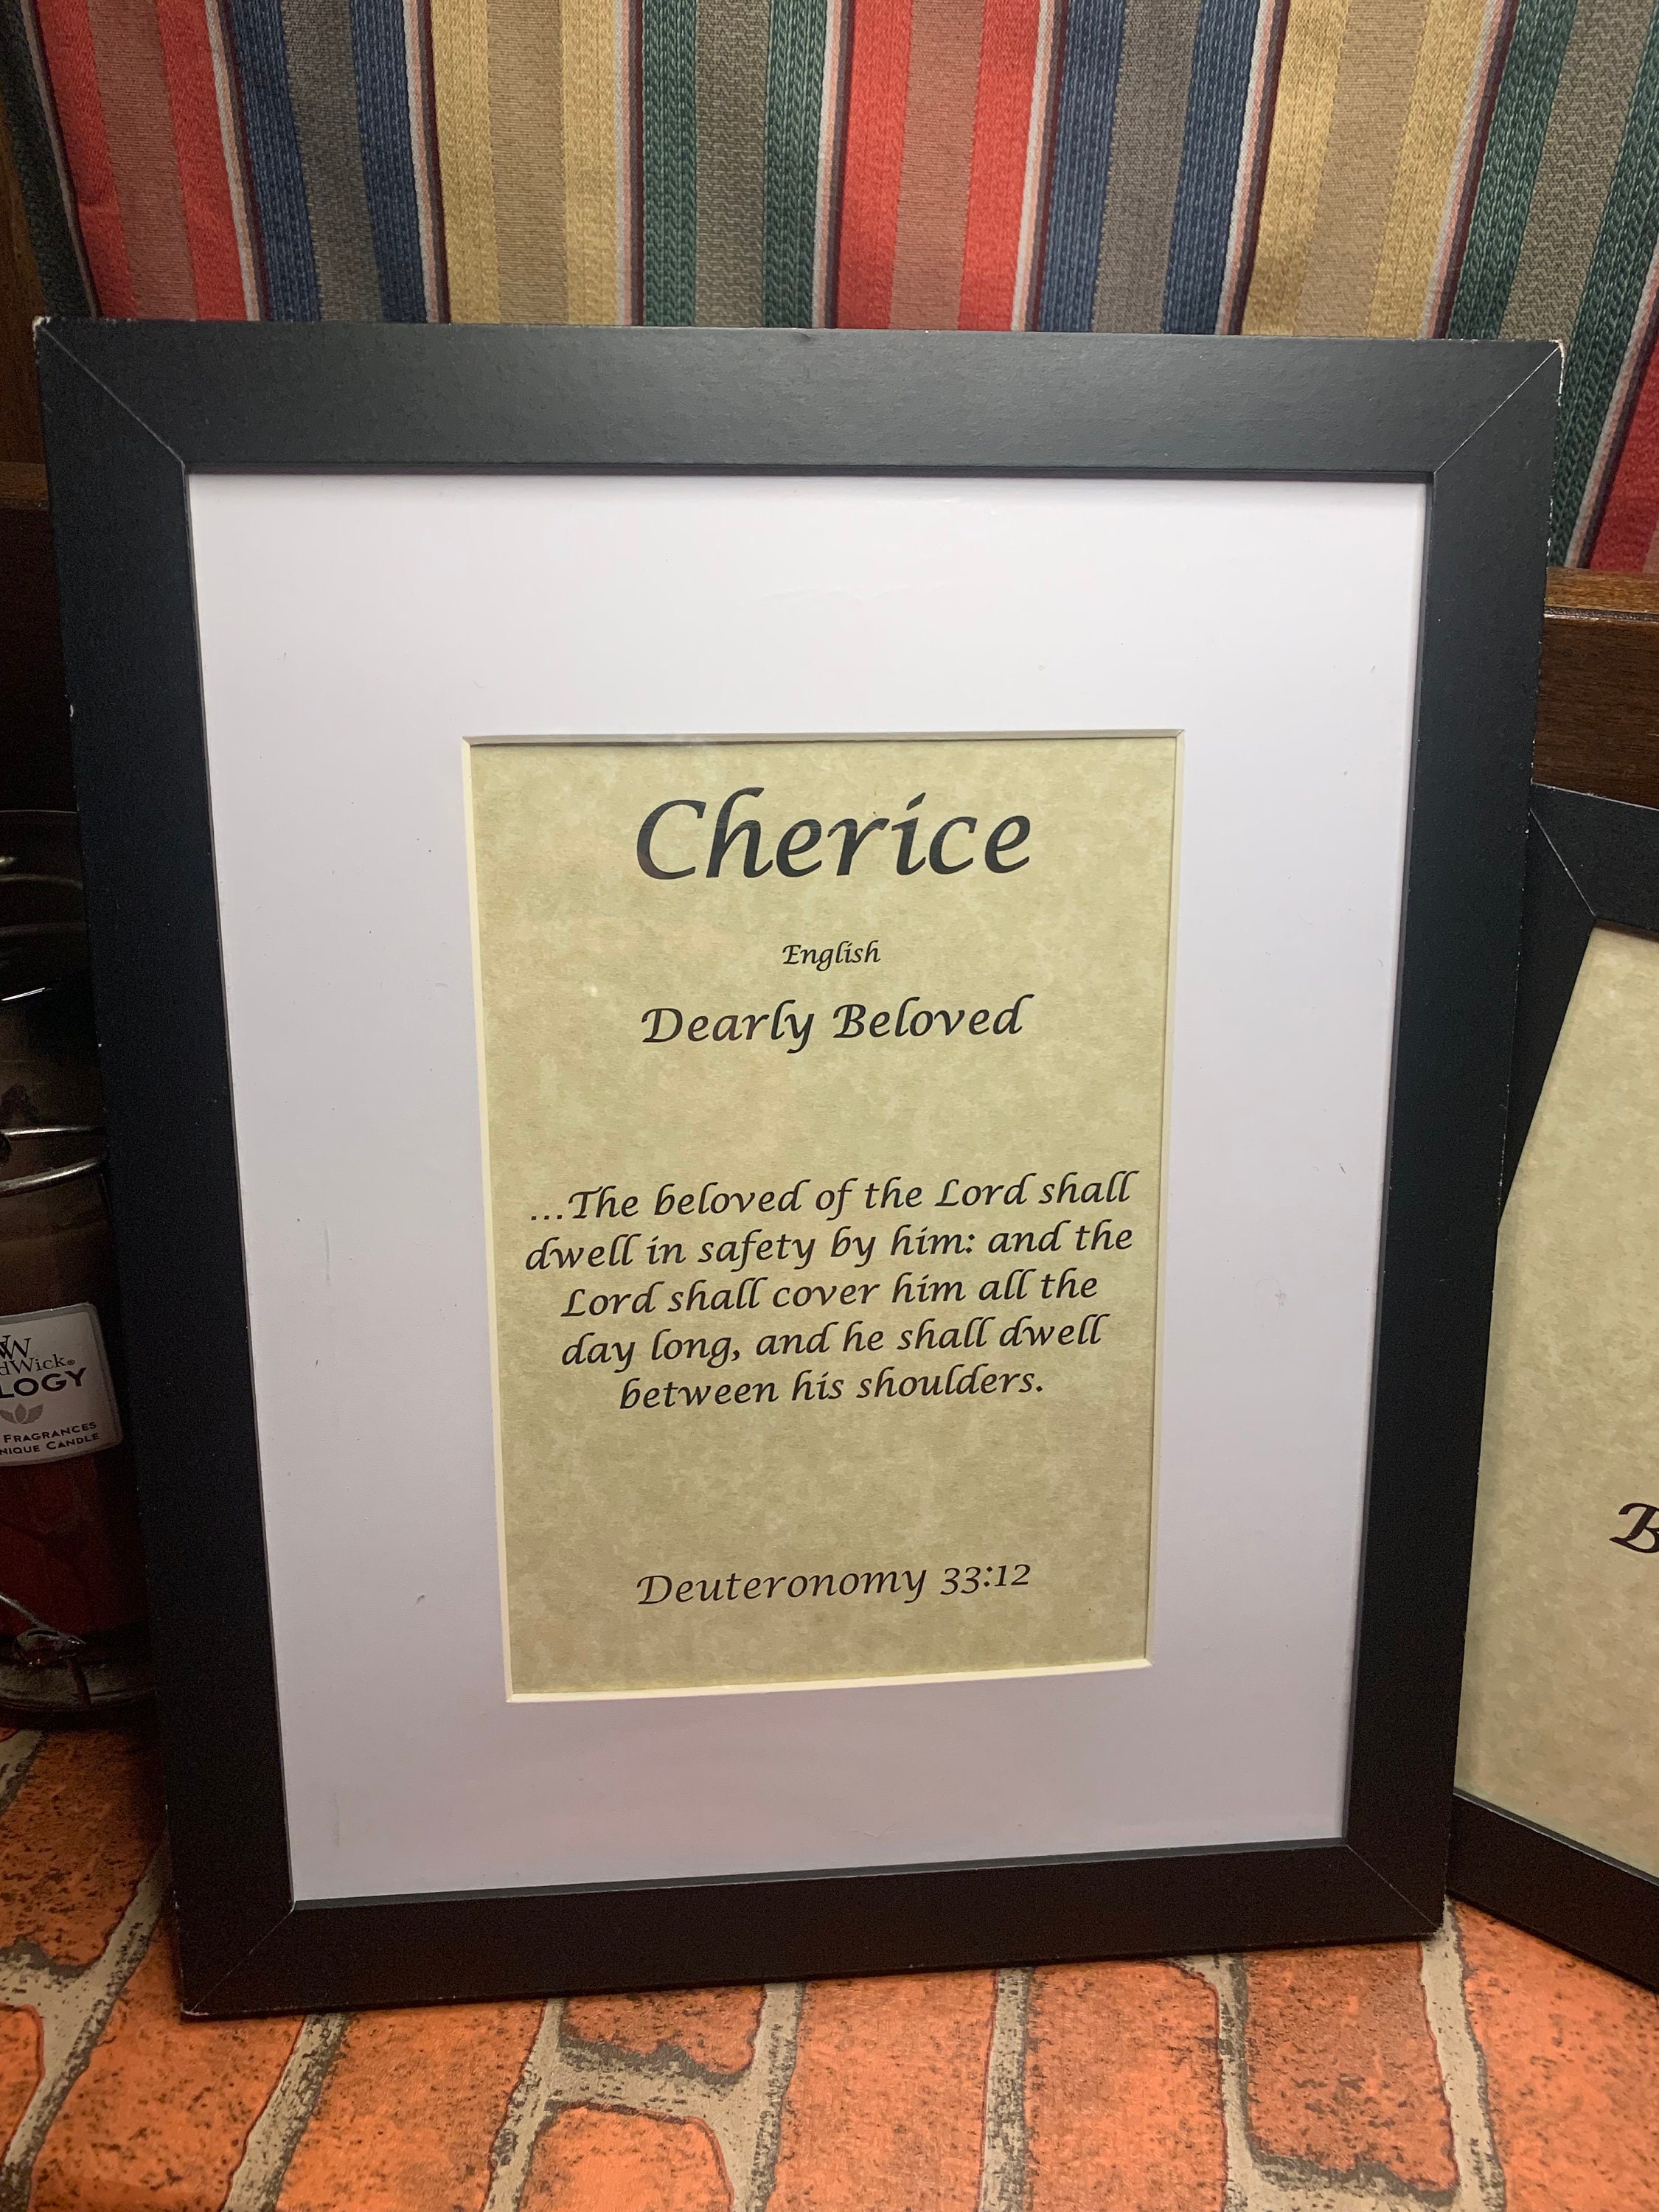 Cherice
English
Dearly Beloved
...The beloved of the Lord shall
dwell in safety by him: and the
Lord shall cover him all the
day long, and he shall dwell
between his shoulders.
Deuteronomy 33:12
FRAGRANCES
CANDLE